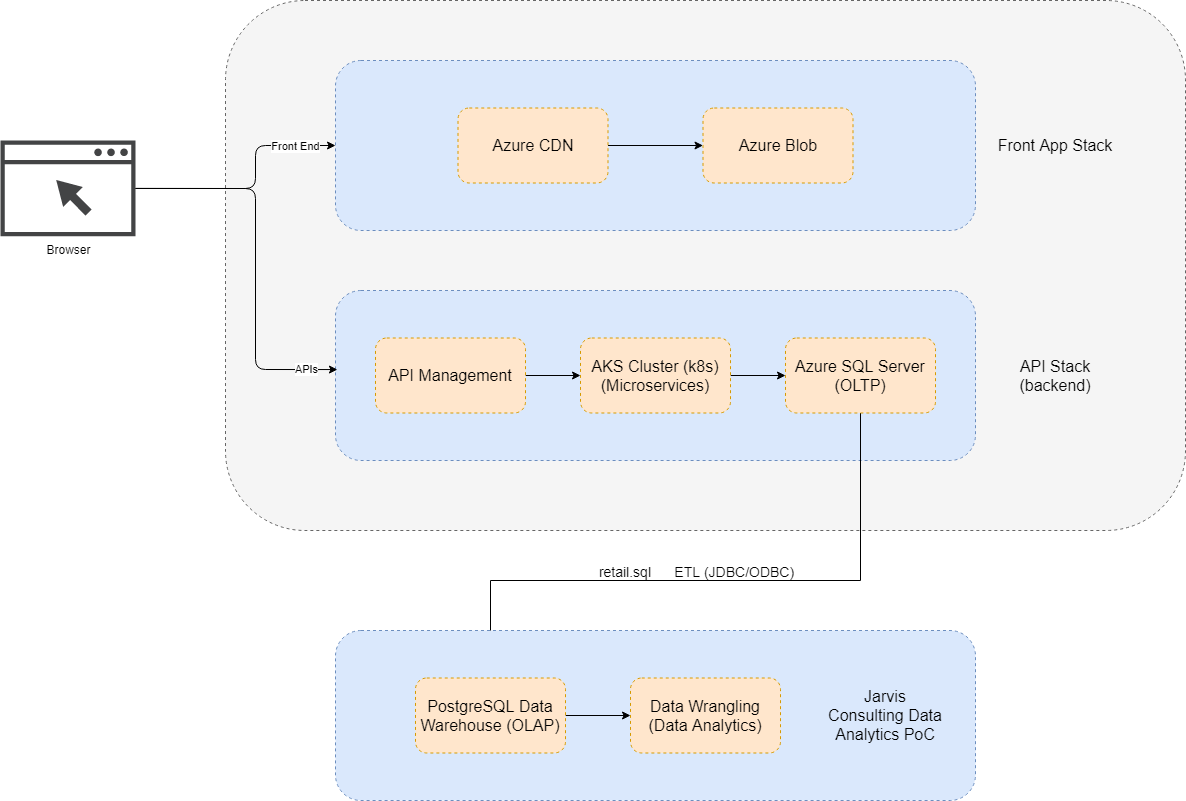 Front End
Azure CDN
Azure Blob
Front App Stack
Browser
APIs
API Management
AKS Cluster (k8s)
(Microservices)
Azure SQL Server
(OLTP)
API Stack
(backend)
retail.sql ETL (JDBC/ODBC)
PostgreSQL Data
Warehouse (OLAP)
Data Wrangling
(Data Analytics)
Jarvis
Consulting Data
Analytics PoC